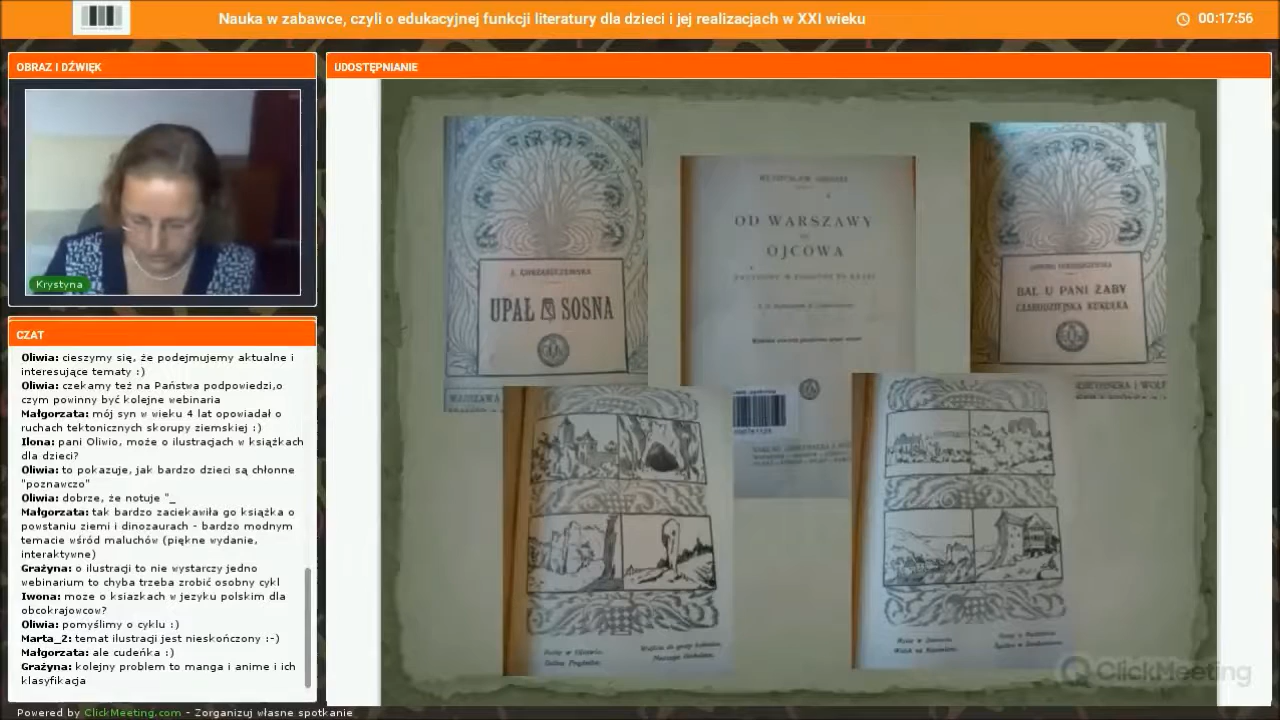 Nauka w zabawce, czyli o edukacyjnej funkcji literatury dla dzieci i jej realizacjach w XXI wieku
00:17:56
OBRAZ I DŹWIĘK
Krystyna
CZAT
Oliwia: cieszymy się, że podejmujemy aktualne i
interesujące tematy :)
Oliwia: czekamy też na Państwa podpowiedzi,o
czym powinny być kolejne webinaria
Małgorzata: mój syn w wieku 4 lat opowiadał o
ruchach tektonicznych skorupy ziemskiej :)
Ilona: pani Oliwio, może o ilustracjach w książkach
dla dzieci?
Oliwia: to pokazuje, jak bardzo dzieci są chłonne
"poznawczo"
Oliwia: dobrze, że notuje "_
Małgorzata: tak bardzo zaciekawiła go książka o
powstaniu ziemi i dinozaurach - bardzo modnym
temacie wśród maluchów (piękne wydanie,
interaktywne)
Grażyna: o ilustracji to nie wystarczy jedno
webinarium to chyba trzeba zrobić osobny cykl
Iwona: moze o ksiazkach w jezyku polskim dla
obcokrajowcow?
Oliwia: pomyślimy o cyklu :)
Marta_2: temat ilustracji jest nieskończony :-)
Małgorzata: ale cudeńka :)
Grażyna: kolejny problem to manga i anime i ich
klasyfikacja
Powered by ClickMeeting.com - Zorganizuj własne spotkanie
UDOSTĘPNIANIE
UPAŁ SOSNA
WARSZAWA
OD WARSZAWY
DO
OJCOWA
BAL U PANI ŻABY
CZARODZIEJSKA KUKUŁKA
GEBETHNERA I WOLF
ClickMeeting